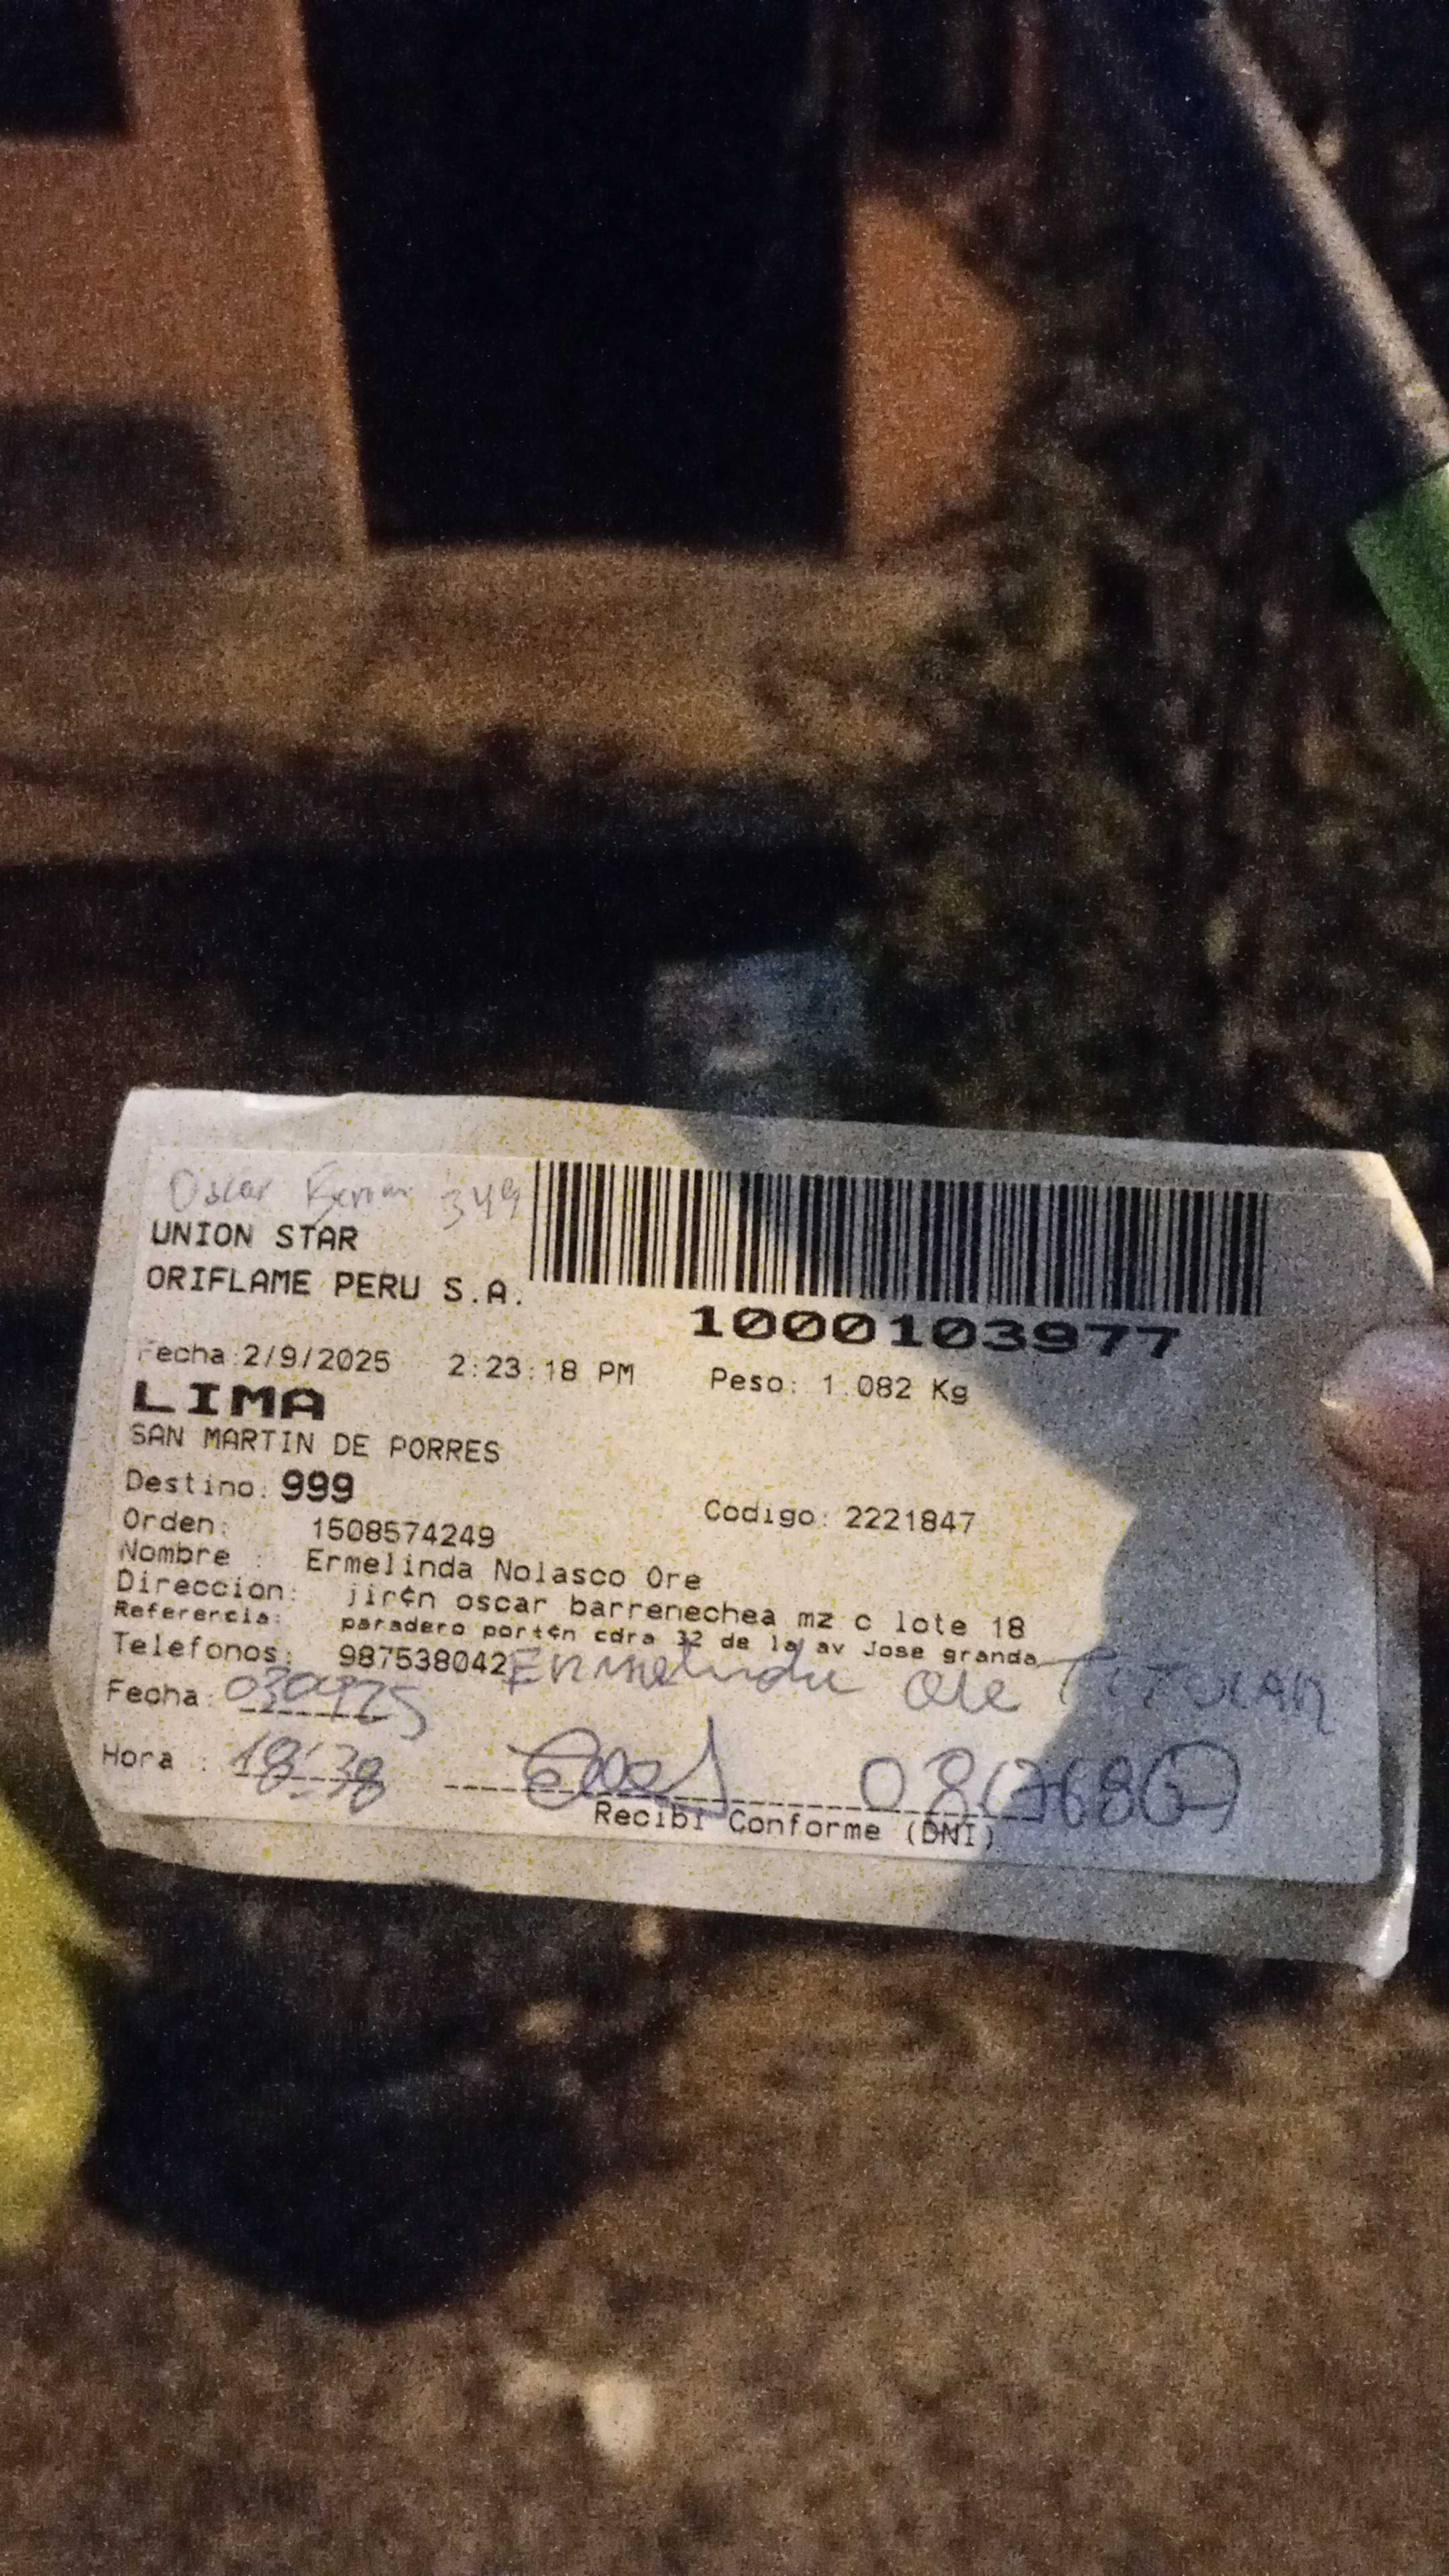 Oscar 349
UNION STAR
ORIFLAME PERU S.A.
1000103977
Fecha:2/9/2025 2:23:18 PM Peso: 1.082 Kg
LIMA
SAN MARTIN DE PORRES
Destino: 999
Codigo: 2221847
Orden: 1508574249
Nombre : Ermelinda Nolasco Ore
Direccion: jir¢n oscar barrenechea mz c lote 18
Referencia: paradero port¢n cdra 32 de la av Jose granda
Telefonos: 987538042
Ermelinda Ore TITULAR
Fecha: 030925
Hora : 18:38
Recibi Conforme (DNI)